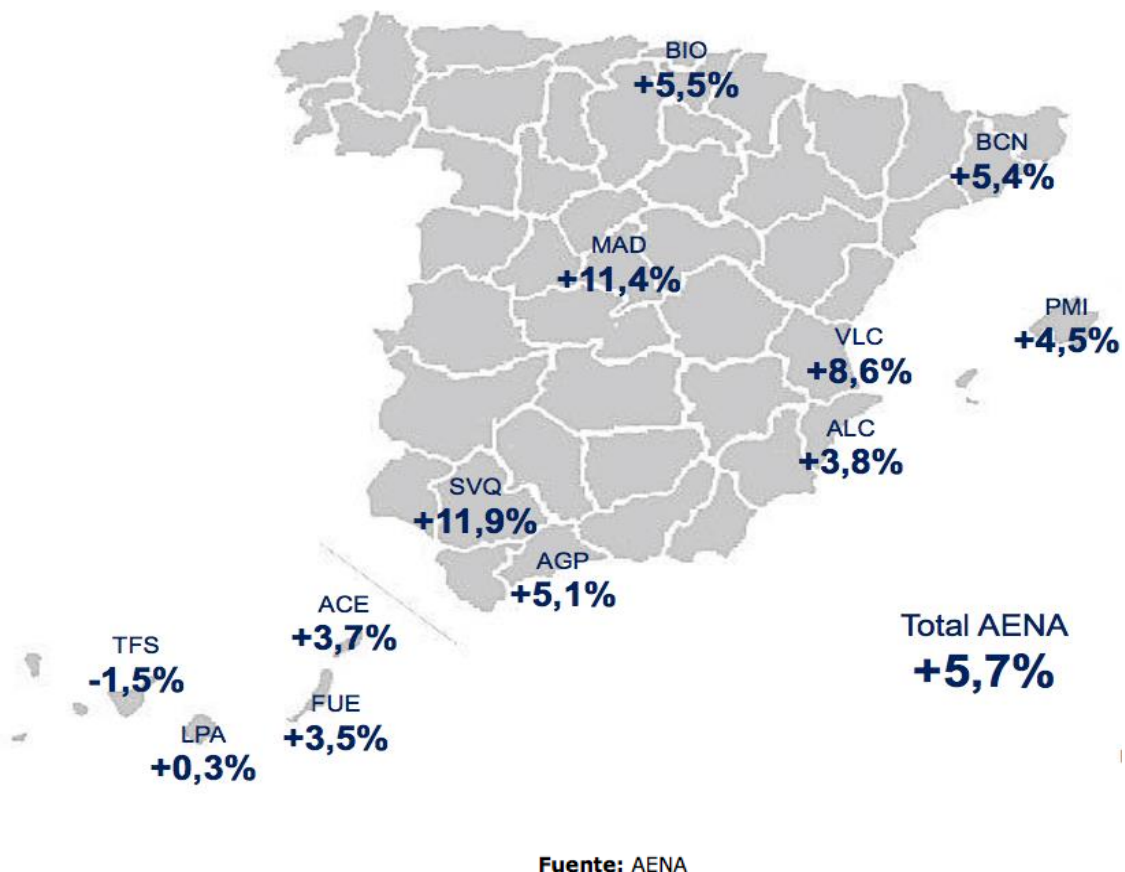 BIO
+5,5%
BCN
+5,4%
MAD
+11,4%
PMI
+4,5%
VLC
+8,6%
ALC
+3,8%
SVQ
+11,9%
AGP
+5,1%
ACE
+3,7%
Total AENA
+5,7%
TFS
-1,5%
FUE
+3,5%
LPA
+0,3%
Fuente: AENA